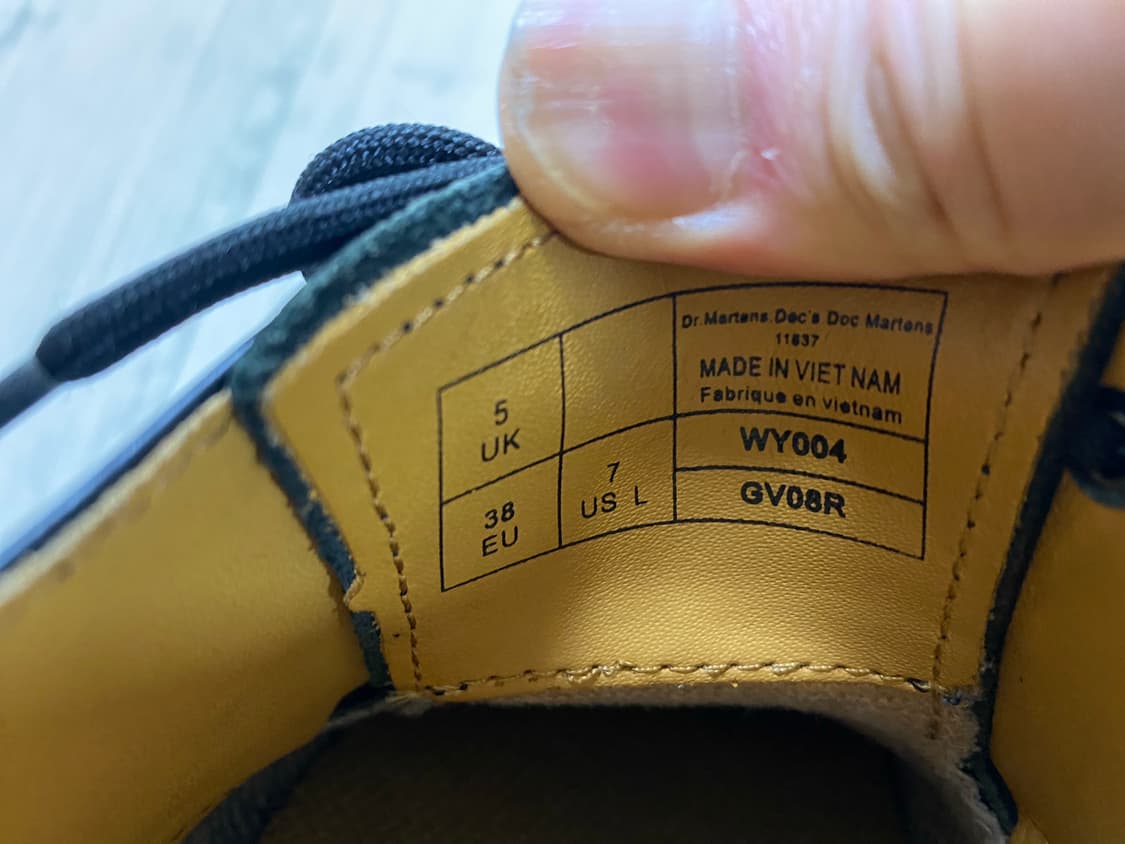 5
UK
38
EU
7
US L
Dr.Martens.Doc's Doc Martens
11837
MADE IN VIET NAM
Fabrique en vietnam
WY004
GV08R